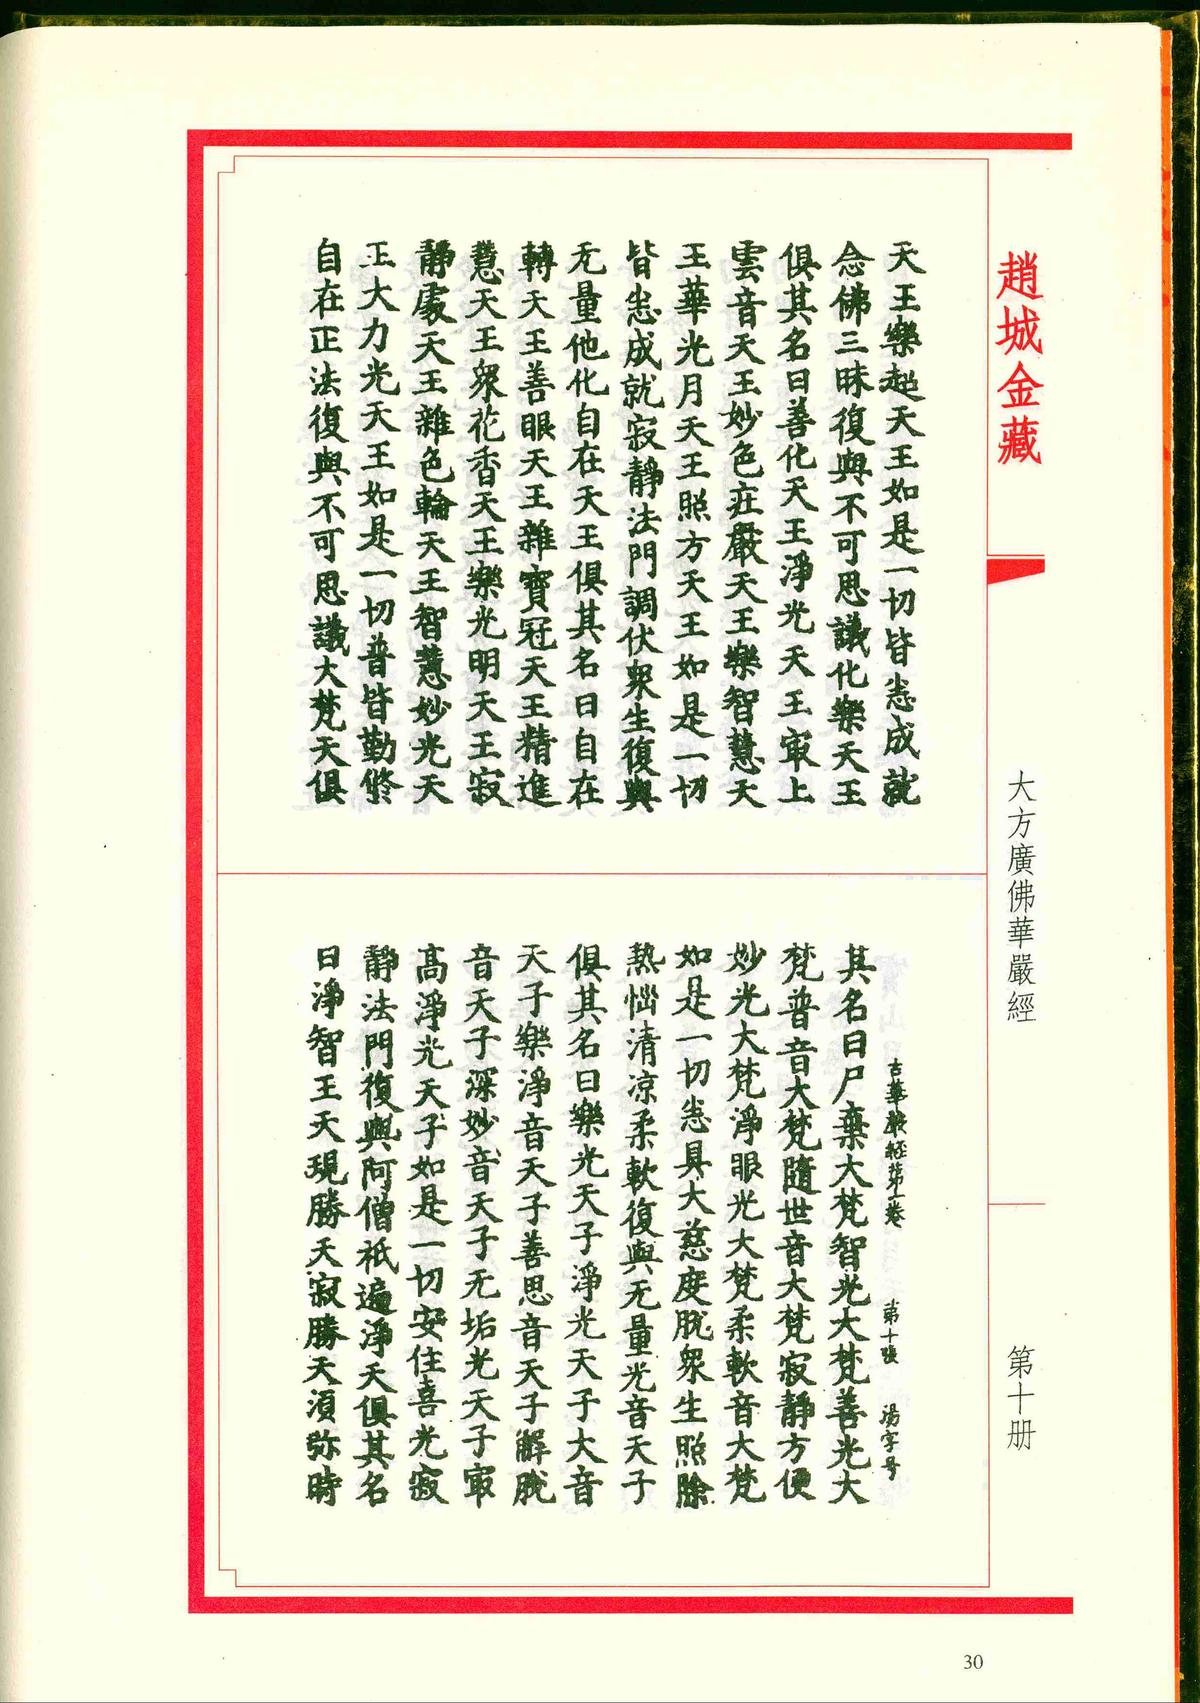 趙城金藏
大方廣佛華嚴經
第十册
天王樂超天王如是一切皆悉成就
念佛三昧復與不可思議化樂天王
俱其名曰善化天王淨光天王㝡上
雲音天王妙色莊嚴天王樂智慧天
王華光月天王照方天王如是一切
皆悉成就寂靜法門調伏衆生復與
无量他化自在天王俱其名曰自在
轉天王善眼天王雜寶冠天王精進
慧天王衆花香天王樂光明天王寂
靜處天王雜色輪天王智慧妙光天
王大力光天王如是一切普皆勤修
自在正法復與不可思議大梵天俱
古華嚴經第一卷 第十張 湯字号
其名曰尸棄大梵智光大梵善光大
梵普音大梵隨世音大梵寂靜方便
妙光大梵淨眼光大梵柔軟音大梵
如是一切悉具大慈度脫衆生照除
熱惱清凉柔軟復與无量光音天子
俱其名曰樂光天子淨光天子大音
天子樂淨音天子善思音天子解脫
音天子深妙音天子无垢光天子㝡
高淨光天子如是一切安住喜光寂
靜法門復與阿僧祇遍淨天俱其名
曰淨智王天現勝天寂勝天須弥時
30